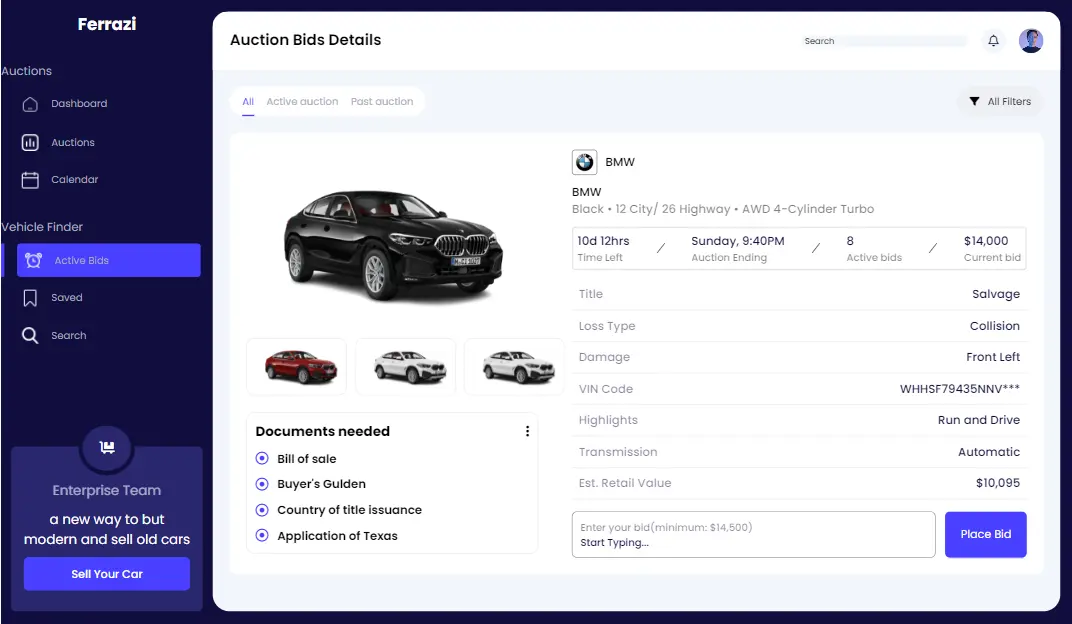 Ferrazi
Auctions
Dashboard
Auctions
Calendar
Vehicle Finder
Active Bids
Saved
Search
Enterprise Team
a new way to but
modern and sell old cars
Sell Your Car
Auction Bids Details
Search
All Active auction Past auction
All Filters
BMW
BMW
Black • 12 City/ 26 Highway • AWD 4-Cylinder Turbo
10d 12hrs / Sunday, 9:40PM / 8 / $14,000
Time Left Auction Ending Active bids Current bid
Title Salvage
Loss Type Collision
Damage Front Left
VIN Code WHHSF79435NNV***
Highlights Run and Drive
Transmission Automatic
Est. Retail Value $10,095
Enter your bid(minimum: $14,500)
Start Typing...
Place Bid
Documents needed
Bill of sale
Buyer's Gulden
Country of title issuance
Application of Texas